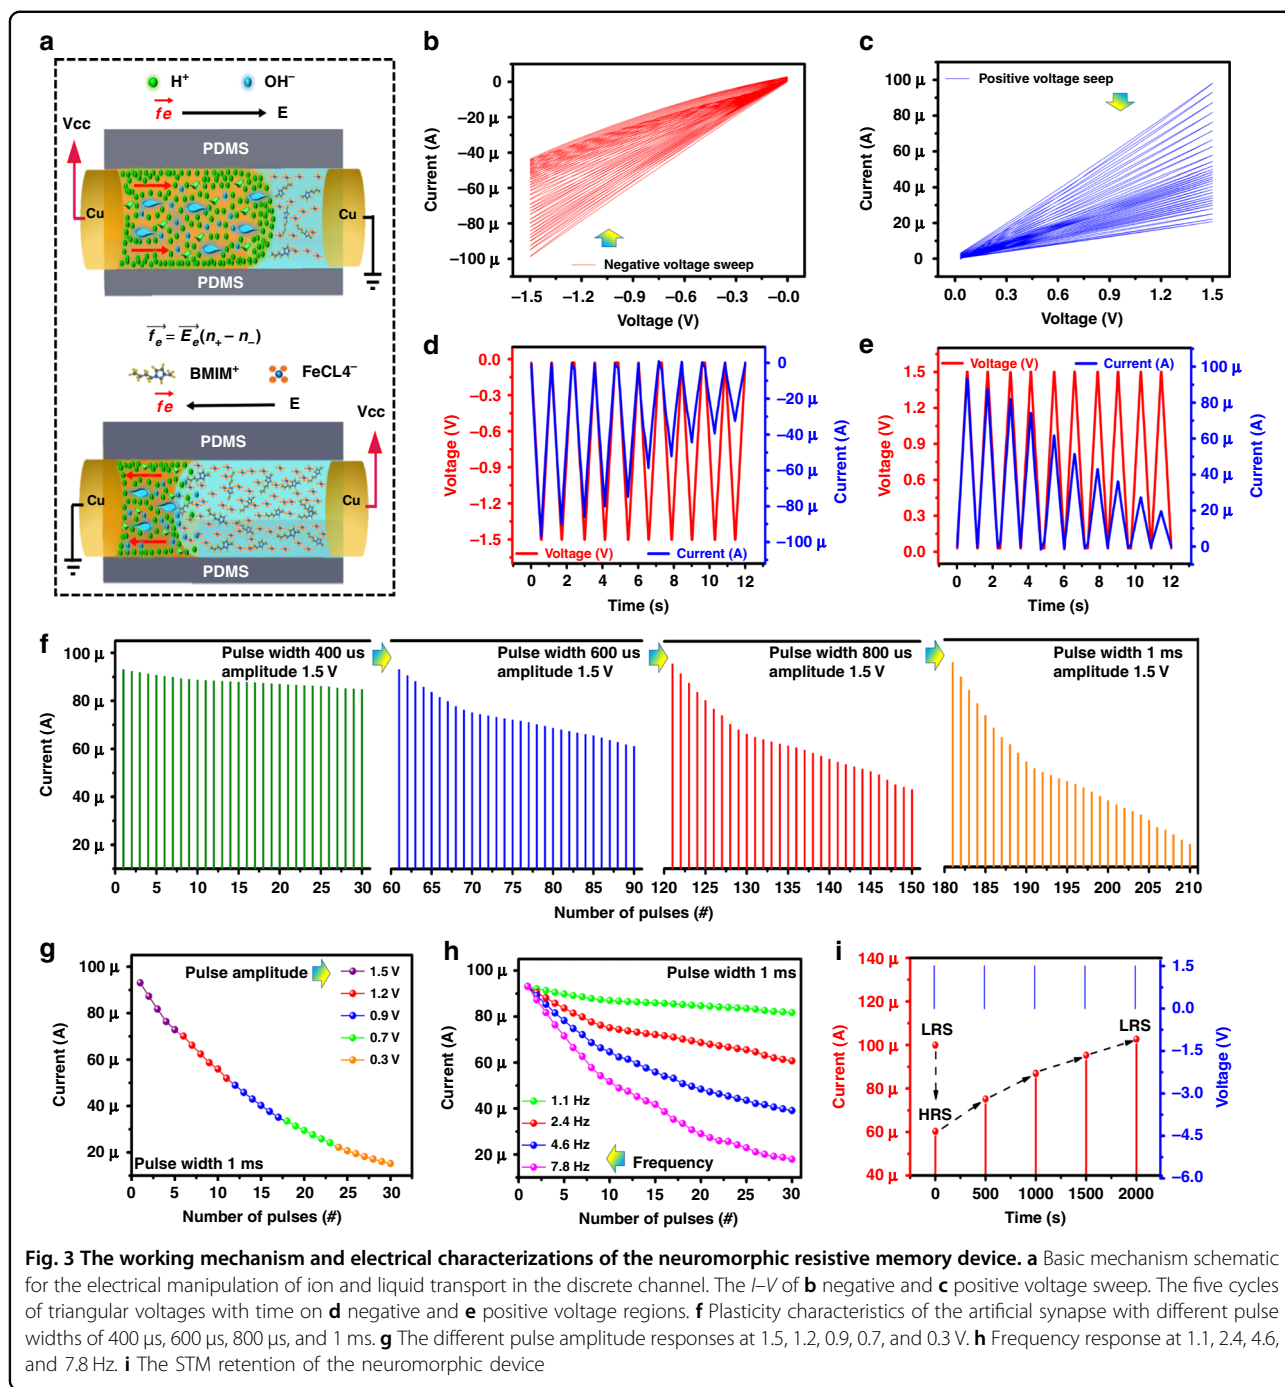 a
H+ OH−
fe E
Vcc
PDMS
Cu Cu
PDMS
fe = Ee(n+ − n−)
BMIM+ FeCL4−
fe E
Vcc
PDMS
Cu Cu
PDMS
b
Current (A)
0
−20 μ
−40 μ
−60 μ
−80 μ
−100 μ
Negative voltage sweep
−1.5 −1.2 −0.9 −0.6 −0.3 −0.0
Voltage (V)
c
Current (A)
100 μ
80 μ
60 μ
40 μ
20 μ
0
Positive voltage seep
0.0 0.3 0.6 0.9 1.2 1.5
Voltage (V)
d
Voltage (V)
0.0
−0.3
−0.6
−0.9
−1.2
−1.5
Voltage (V) Current (A)
0
−20 μ
−40 μ
−60 μ
−80 μ
−100 μ
Current (A)
0 2 4 6 8 10 12
Time (s)
e
Voltage (V) Current (A)
Voltage (V)
1.5
1.2
0.9
0.6
0.3
0.0
100 μ
80 μ
60 μ
40 μ
20 μ
0
Current (A)
0 2 4 6 8 10 12
Time (s)
f
Current (A)
100 μ
80 μ
60 μ
40 μ
20 μ
Pulse width 400 us
amplitude 1.5 V
Pulse width 600 us
amplitude 1.5 V
Pulse width 800 us
amplitude 1.5 V
Pulse width 1 ms
amplitude 1.5 V
0 5 10 15 20 25 30 60 65 70 75 80 85 90 120 125 130 135 140 145 150 180 185 190 195 200 205 210
Number of pulses (#)
g
Current (A)
100 μ
80 μ
60 μ
40 μ
20 μ
Pulse amplitude
1.5 V
1.2 V
0.9 V
0.7 V
0.3 V
Pulse width 1 ms
0 5 10 15 20 25 30
Number of pulses (#)
h
Current (A)
100 μ
80 μ
60 μ
40 μ
20 μ
Pulse width 1 ms
1.1 Hz
2.4 Hz
4.6 Hz
7.8 Hz
Frequency
0 5 10 15 20 25 30
Number of pulses (#)
i
Current (A)
140 μ
120 μ
100 μ
80 μ
60 μ
40 μ
LRS LRS
HRS
1.5
0.0
−1.5
−3.0
−4.5
−6.0
Voltage (V)
0 500 1000 1500 2000
Time (s)
Fig. 3 The working mechanism and electrical characterizations of the neuromorphic resistive memory device. a Basic mechanism schematic
for the electrical manipulation of ion and liquid transport in the discrete channel. The I–V of b negative and c positive voltage sweep. The five cycles
of triangular voltages with time on d negative and e positive voltage regions. f Plasticity characteristics of the artificial synapse with different pulse
widths of 400 μs, 600 μs, 800 μs, and 1 ms. g The different pulse amplitude responses at 1.5, 1.2, 0.9, 0.7, and 0.3 V. h Frequency response at 1.1, 2.4, 4.6,
and 7.8 Hz. i The STM retention of the neuromorphic device